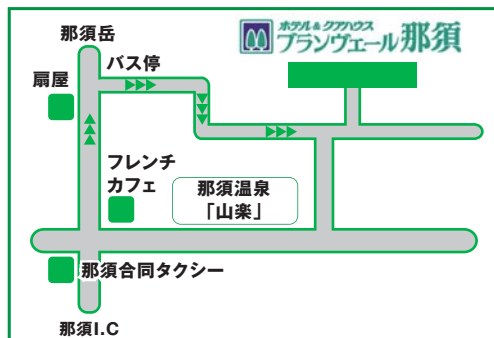 那須岳
ホテル&クアハウス
ブランヴェール那須
バス停
扇屋
フレンチ
カフェ
那須温泉
「山楽」
那須合同タクシー
那須I.C